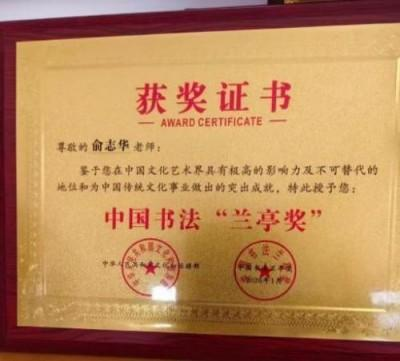 获奖证书
AWARD CERTIFICATE
尊敬的 俞志华 老师：
鉴于您在中国文化艺术界具有极高的影响力及不可替代的
地位和为中国传统文化事业做出的突出成就，特此授予您：
中国书法“兰亭奖”